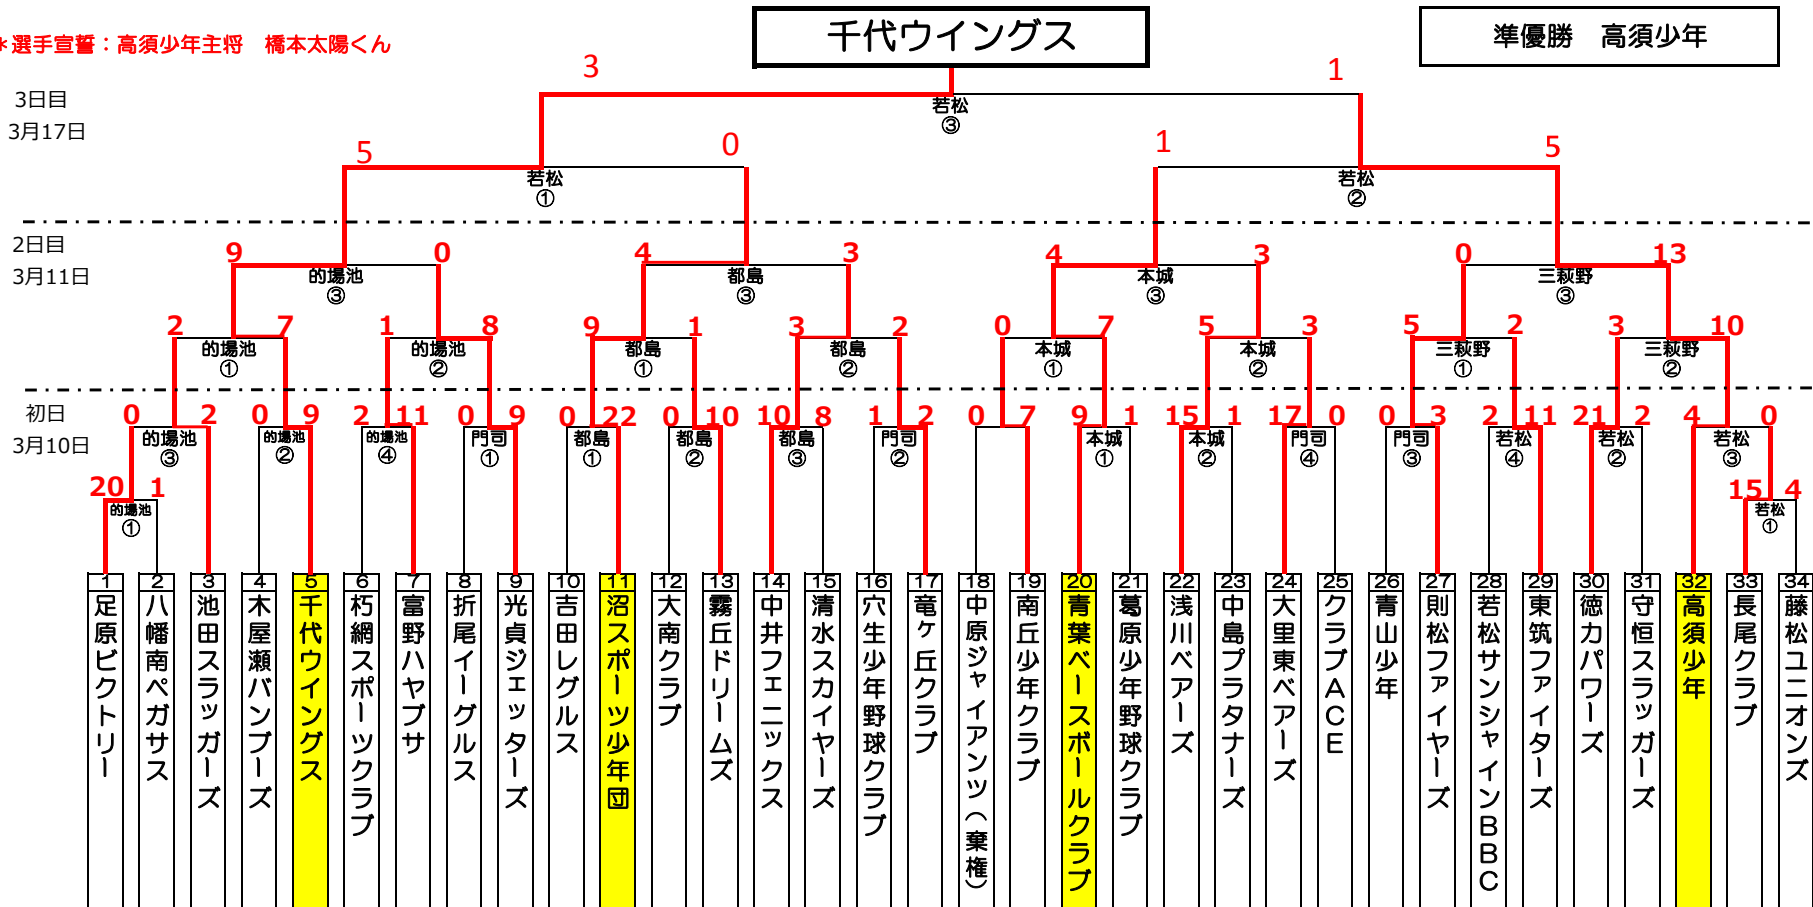 千代ウイングス
準優勝 高須少年
*選手宣誓：高須少年主将 橋本太陽くん
3 1
3日目
3月17日
若松
③
5 0 1 5
若松 若松
① ②
2日目
3月11日
9 0 4 3 4 3 0 13
的場池 都島 本城 三萩野
③ ③ ③ ③
2 7 1 8 9 1 3 2 0 7 5 3 5 2 3 10
的場池 的場池 都島 都島 本城 本城 三萩野 三萩野
① ② ① ② ① ② ① ②
初日
3月10日
0 2 0 9 2 11 0 9 0 22 0 10 10 8 1 2 0 7 9 1 15 1 17 0 0 3 2 11 21 2 4 0
的場池 的場池 的場池 門司 都島 都島 都島 門司 本城 本城 門司 門司 若松 若松 若松
③ ② ④ ① ① ② ③ ② ① ② ④ ③ ④ ② ③
20 1 15 4
的場池 若松
① ①
1 足原ビクトリー
2 八幡南ペガサス
3 池田スラッガーズ
4 木屋瀬バンブーズ
5 千代ウイングス
6 朽網スポーツクラブ
7 富野ハヤブサ
8 折尾イーグルス
9 光貞ジェッターズ
10 吉田レグルス
11 沼スポーツ少年団
12 大南クラブ
13 霧丘ドリームズ
14 中井フェニックス
15 清水スカイヤーズ
16 穴生少年野球クラブ
17 竜ヶ丘クラブ
18 中原ジャイアンツ（棄権）
19 南丘少年クラブ
20 青葉ベースボールクラブ
21 葛原少年野球クラブ
22 浅川ベアーズ
23 中島プラタナーズ
24 大里東ベアーズ
25 クラブACE
26 青山少年
27 則松ファイヤーズ
28 若松サンシャインBBC
29 東筑ファイターズ
30 徳力パワーズ
31 守恒スラッガーズ
32 高須少年
33 長尾クラブ
34 藤松ユニオンズ